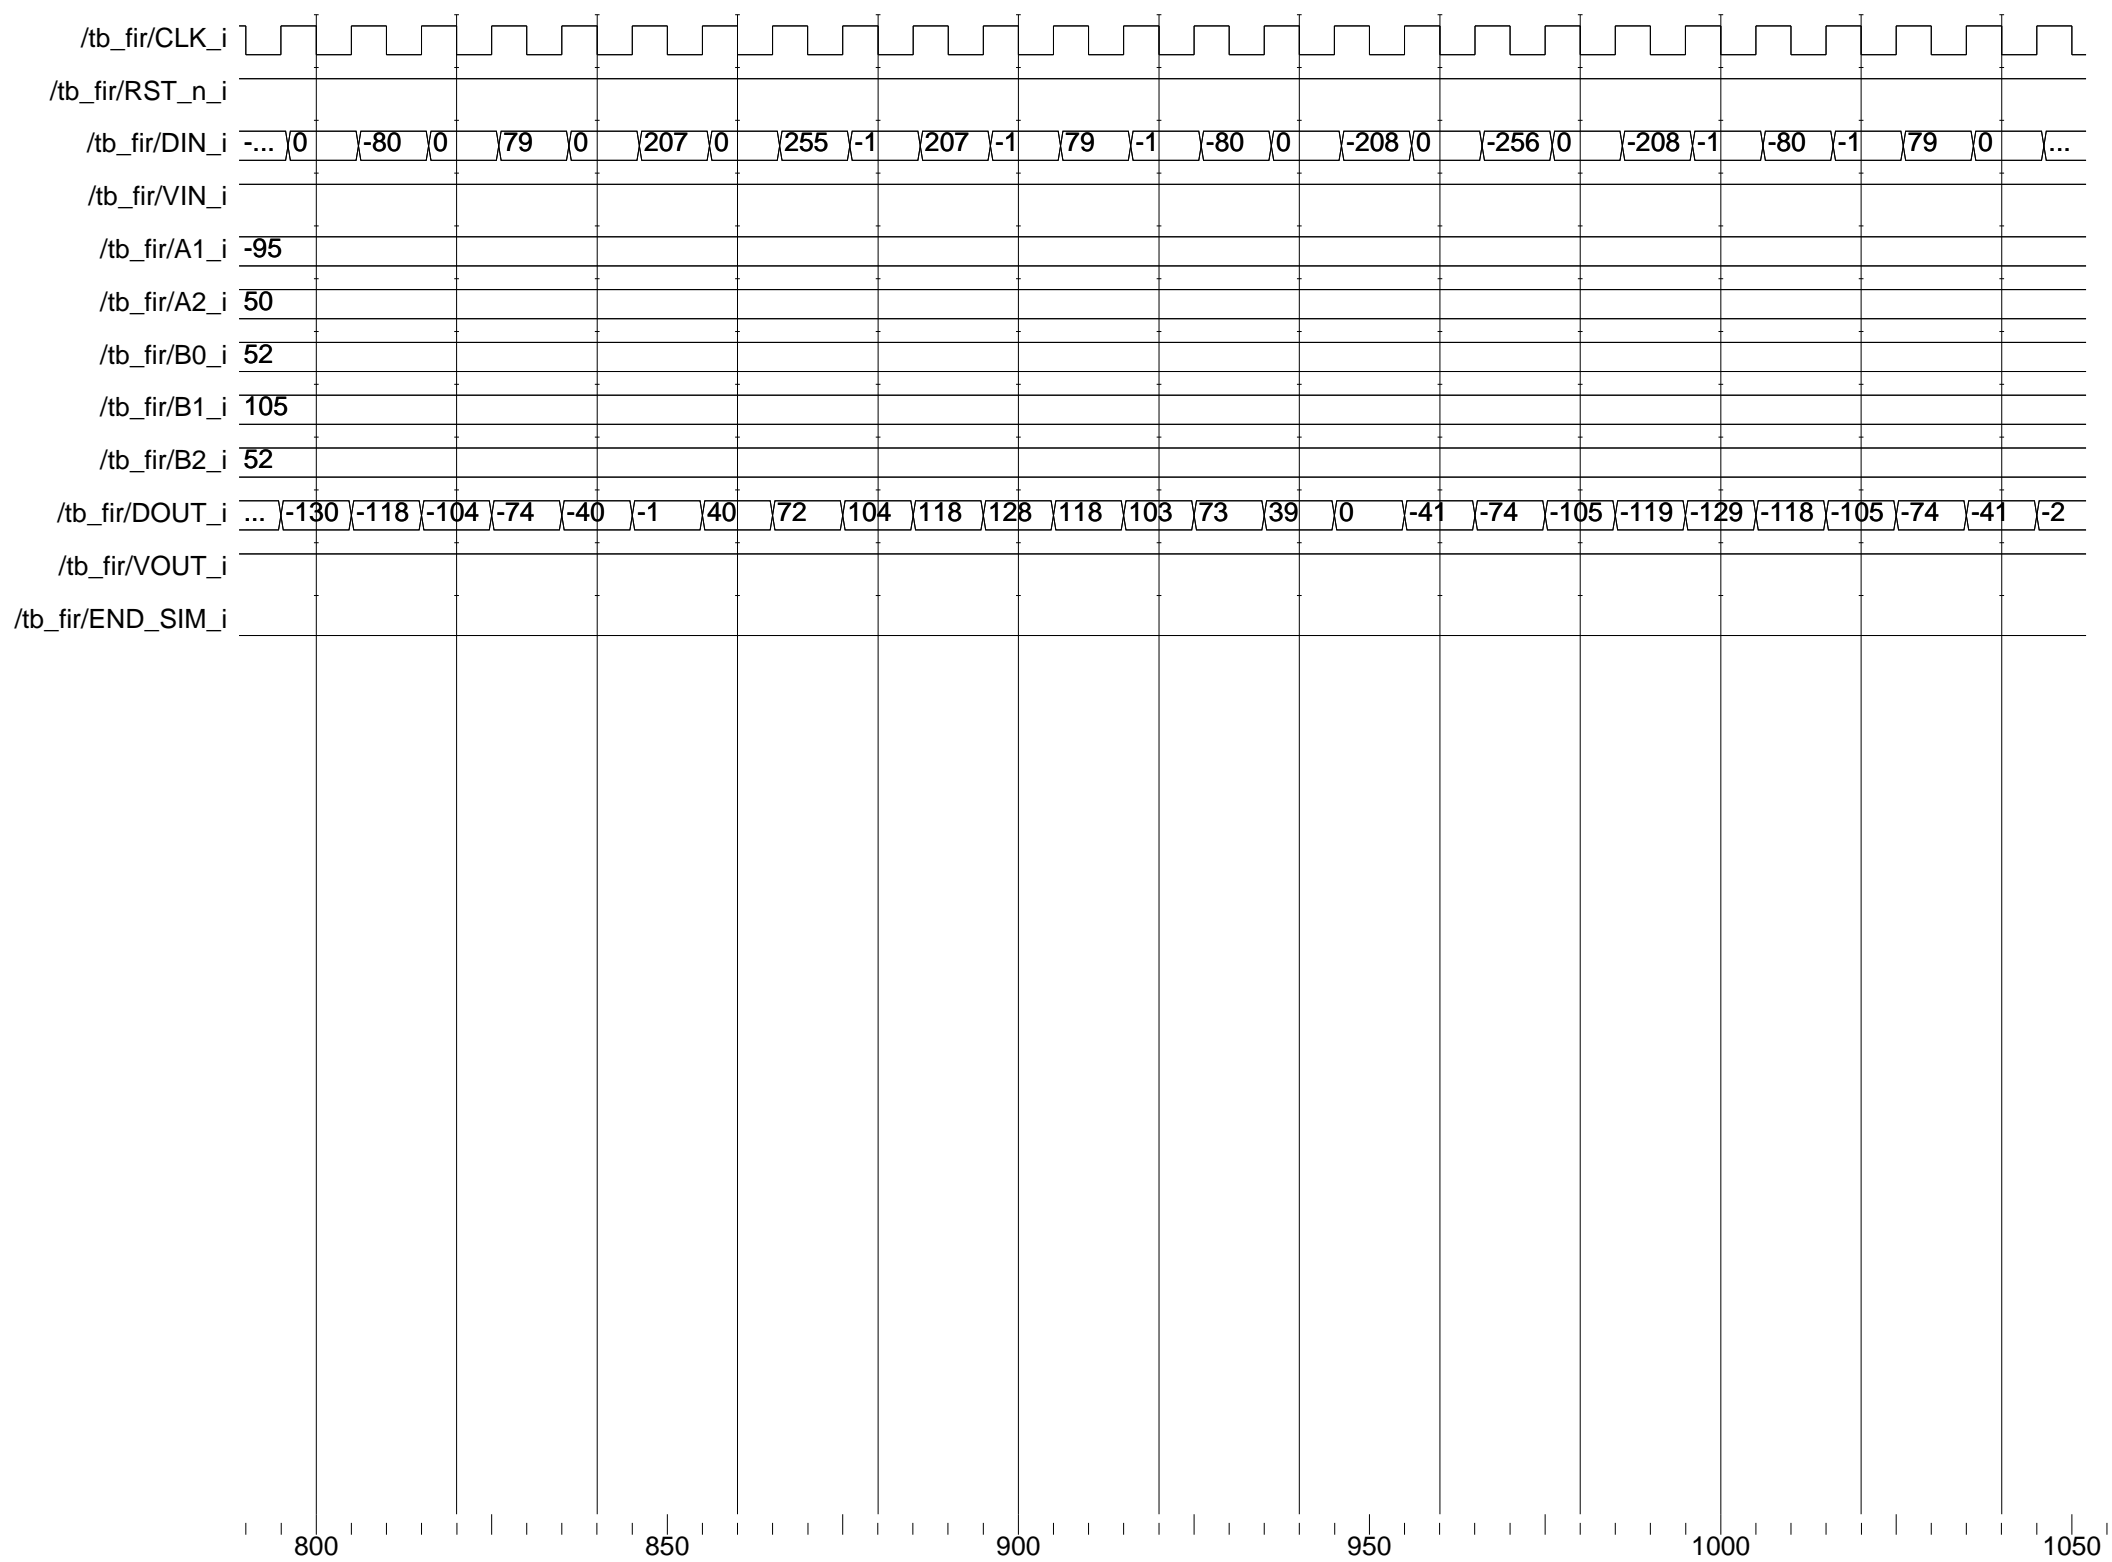 /tb_fir/CLK_i
/tb_fir/RST_n_i
/tb_fir/DIN_i -... 0 -80 0 79 0 207 0 255 -1 207 -1 79 -1 -80 0 -208 0 -256 0 -208 -1 -80 -1 79 0 ...
/tb_fir/VIN_i
/tb_fir/A1_i -95
/tb_fir/A2_i 50
/tb_fir/B0_i 52
/tb_fir/B1_i 105
/tb_fir/B2_i 52
/tb_fir/DOUT_i ... -130 -118 -104 -74 -40 -1 40 72 104 118 128 118 103 73 39 0 -41 -74 -105 -119 -129 -118 -105 -74 -41 -2
/tb_fir/VOUT_i
/tb_fir/END_SIM_i
800 850 900 950 1000 1050